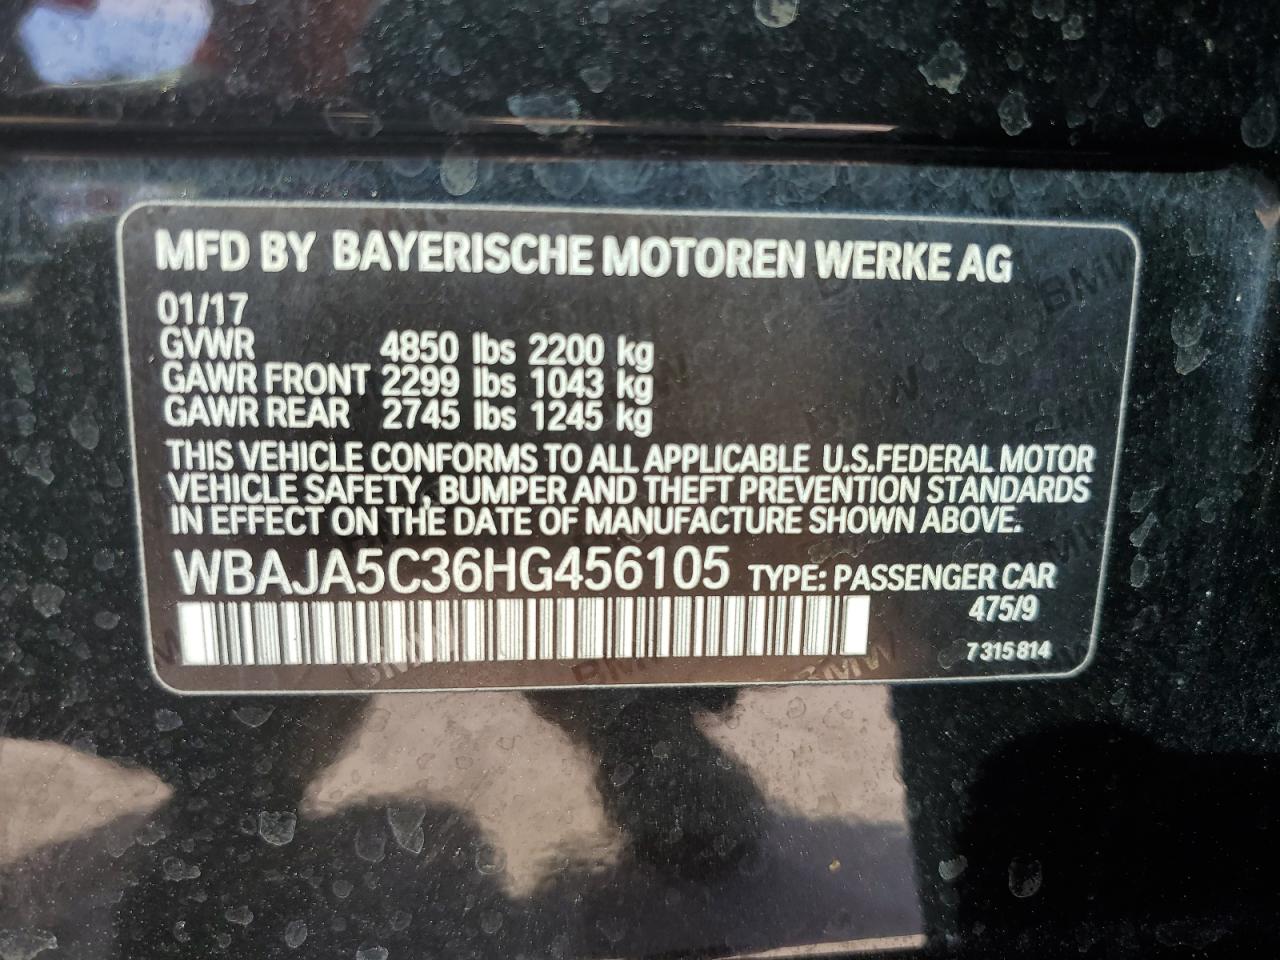 MFD BY BAYERISCHE MOTOREN WERKE AG
01/17
GVWR 4850 lbs 2200 kg
GAWR FRONT 2299 lbs 1043 kg
GAWR REAR 2745 lbs 1245 kg
THIS VEHICLE CONFORMS TO ALL APPLICABLE U.S.FEDERAL MOTOR
VEHICLE SAFETY, BUMPER AND THEFT PREVENTION STANDARDS
IN EFFECT ON THE DATE OF MANUFACTURE SHOWN ABOVE.
WBAJA5C36HG456105 TYPE: PASSENGER CAR
475/9
7 315 814